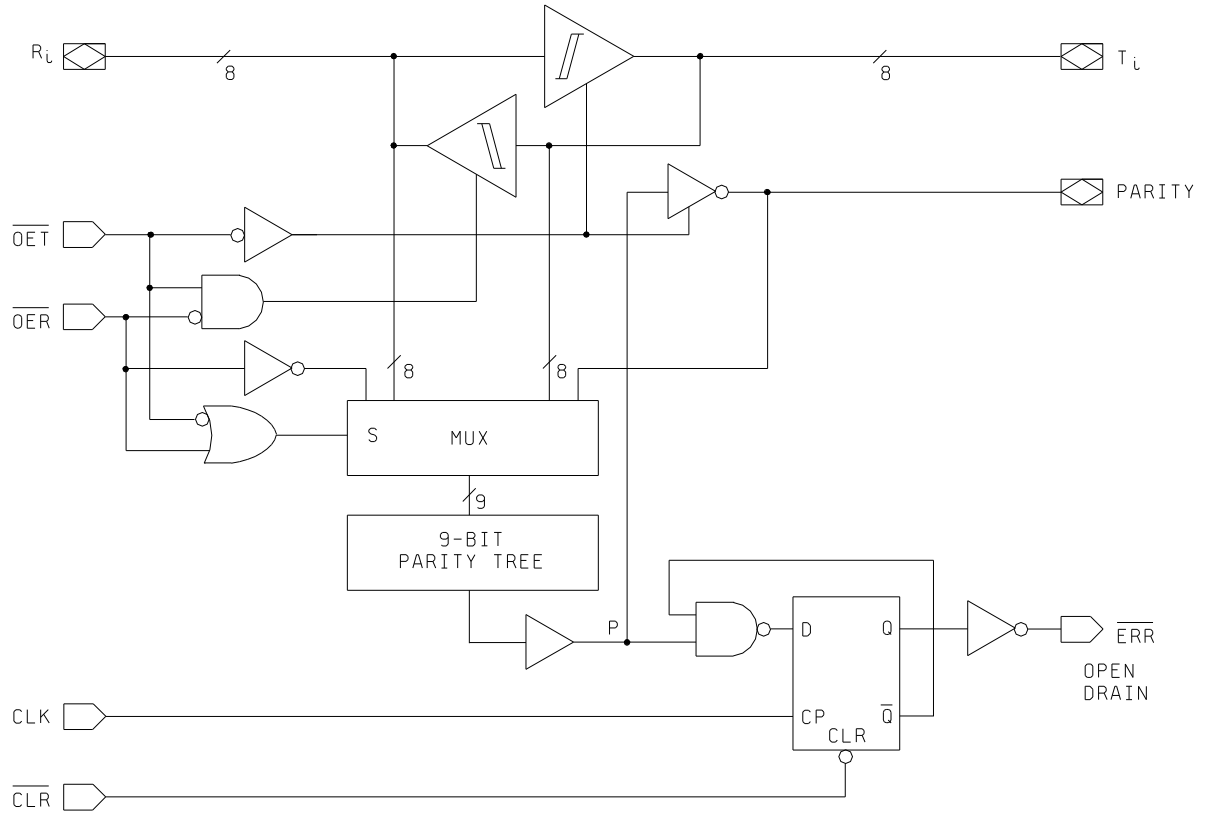 Ri
8
8
Ti
PARITY
OET
OER
8
8
S
MUX
9
9-BIT
PARITY TREE
P
D
Q
ERR
OPEN
DRAIN
CLK
CP
Q
CLR
CLR